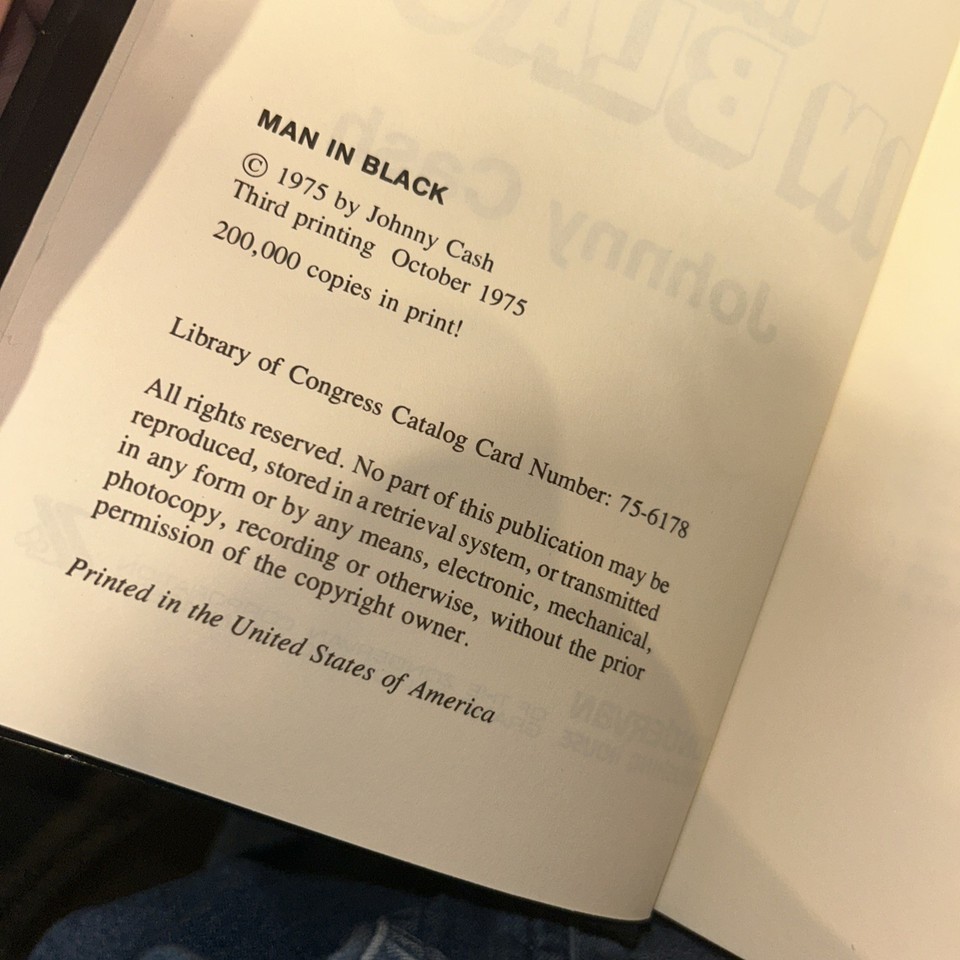 MAN IN BLACK
© 1975 by Johnny Cash
Third printing October 1975
200,000 copies in print!
Library of Congress Catalog Card Number: 75-6178
All rights reserved. No part of this publication may be
reproduced, stored in a retrieval system, or transmitted
in any form or by any means, electronic, mechanical,
photocopy, recording or otherwise, without the prior
permission of the copyright owner.
Printed in the United States of America